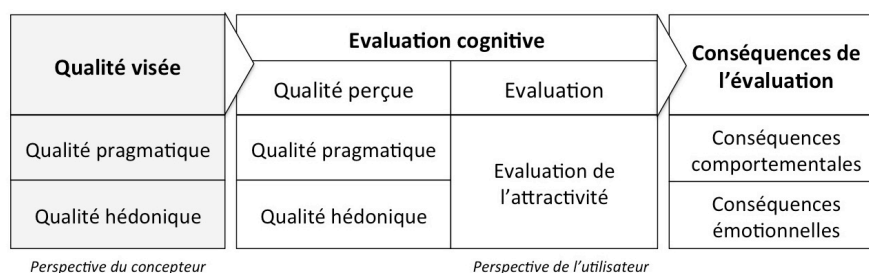 Qualité visée
Evaluation cognitive
Conséquences de
l’évaluation
Qualité perçue
Evaluation
Qualité pragmatique
Qualité pragmatique
Evaluation de
l’attractivité
Conséquences
comportementales
Qualité hédonique
Qualité hédonique
Conséquences
émotionnelles
Perspective du concepteur
Perspective de l’utilisateur